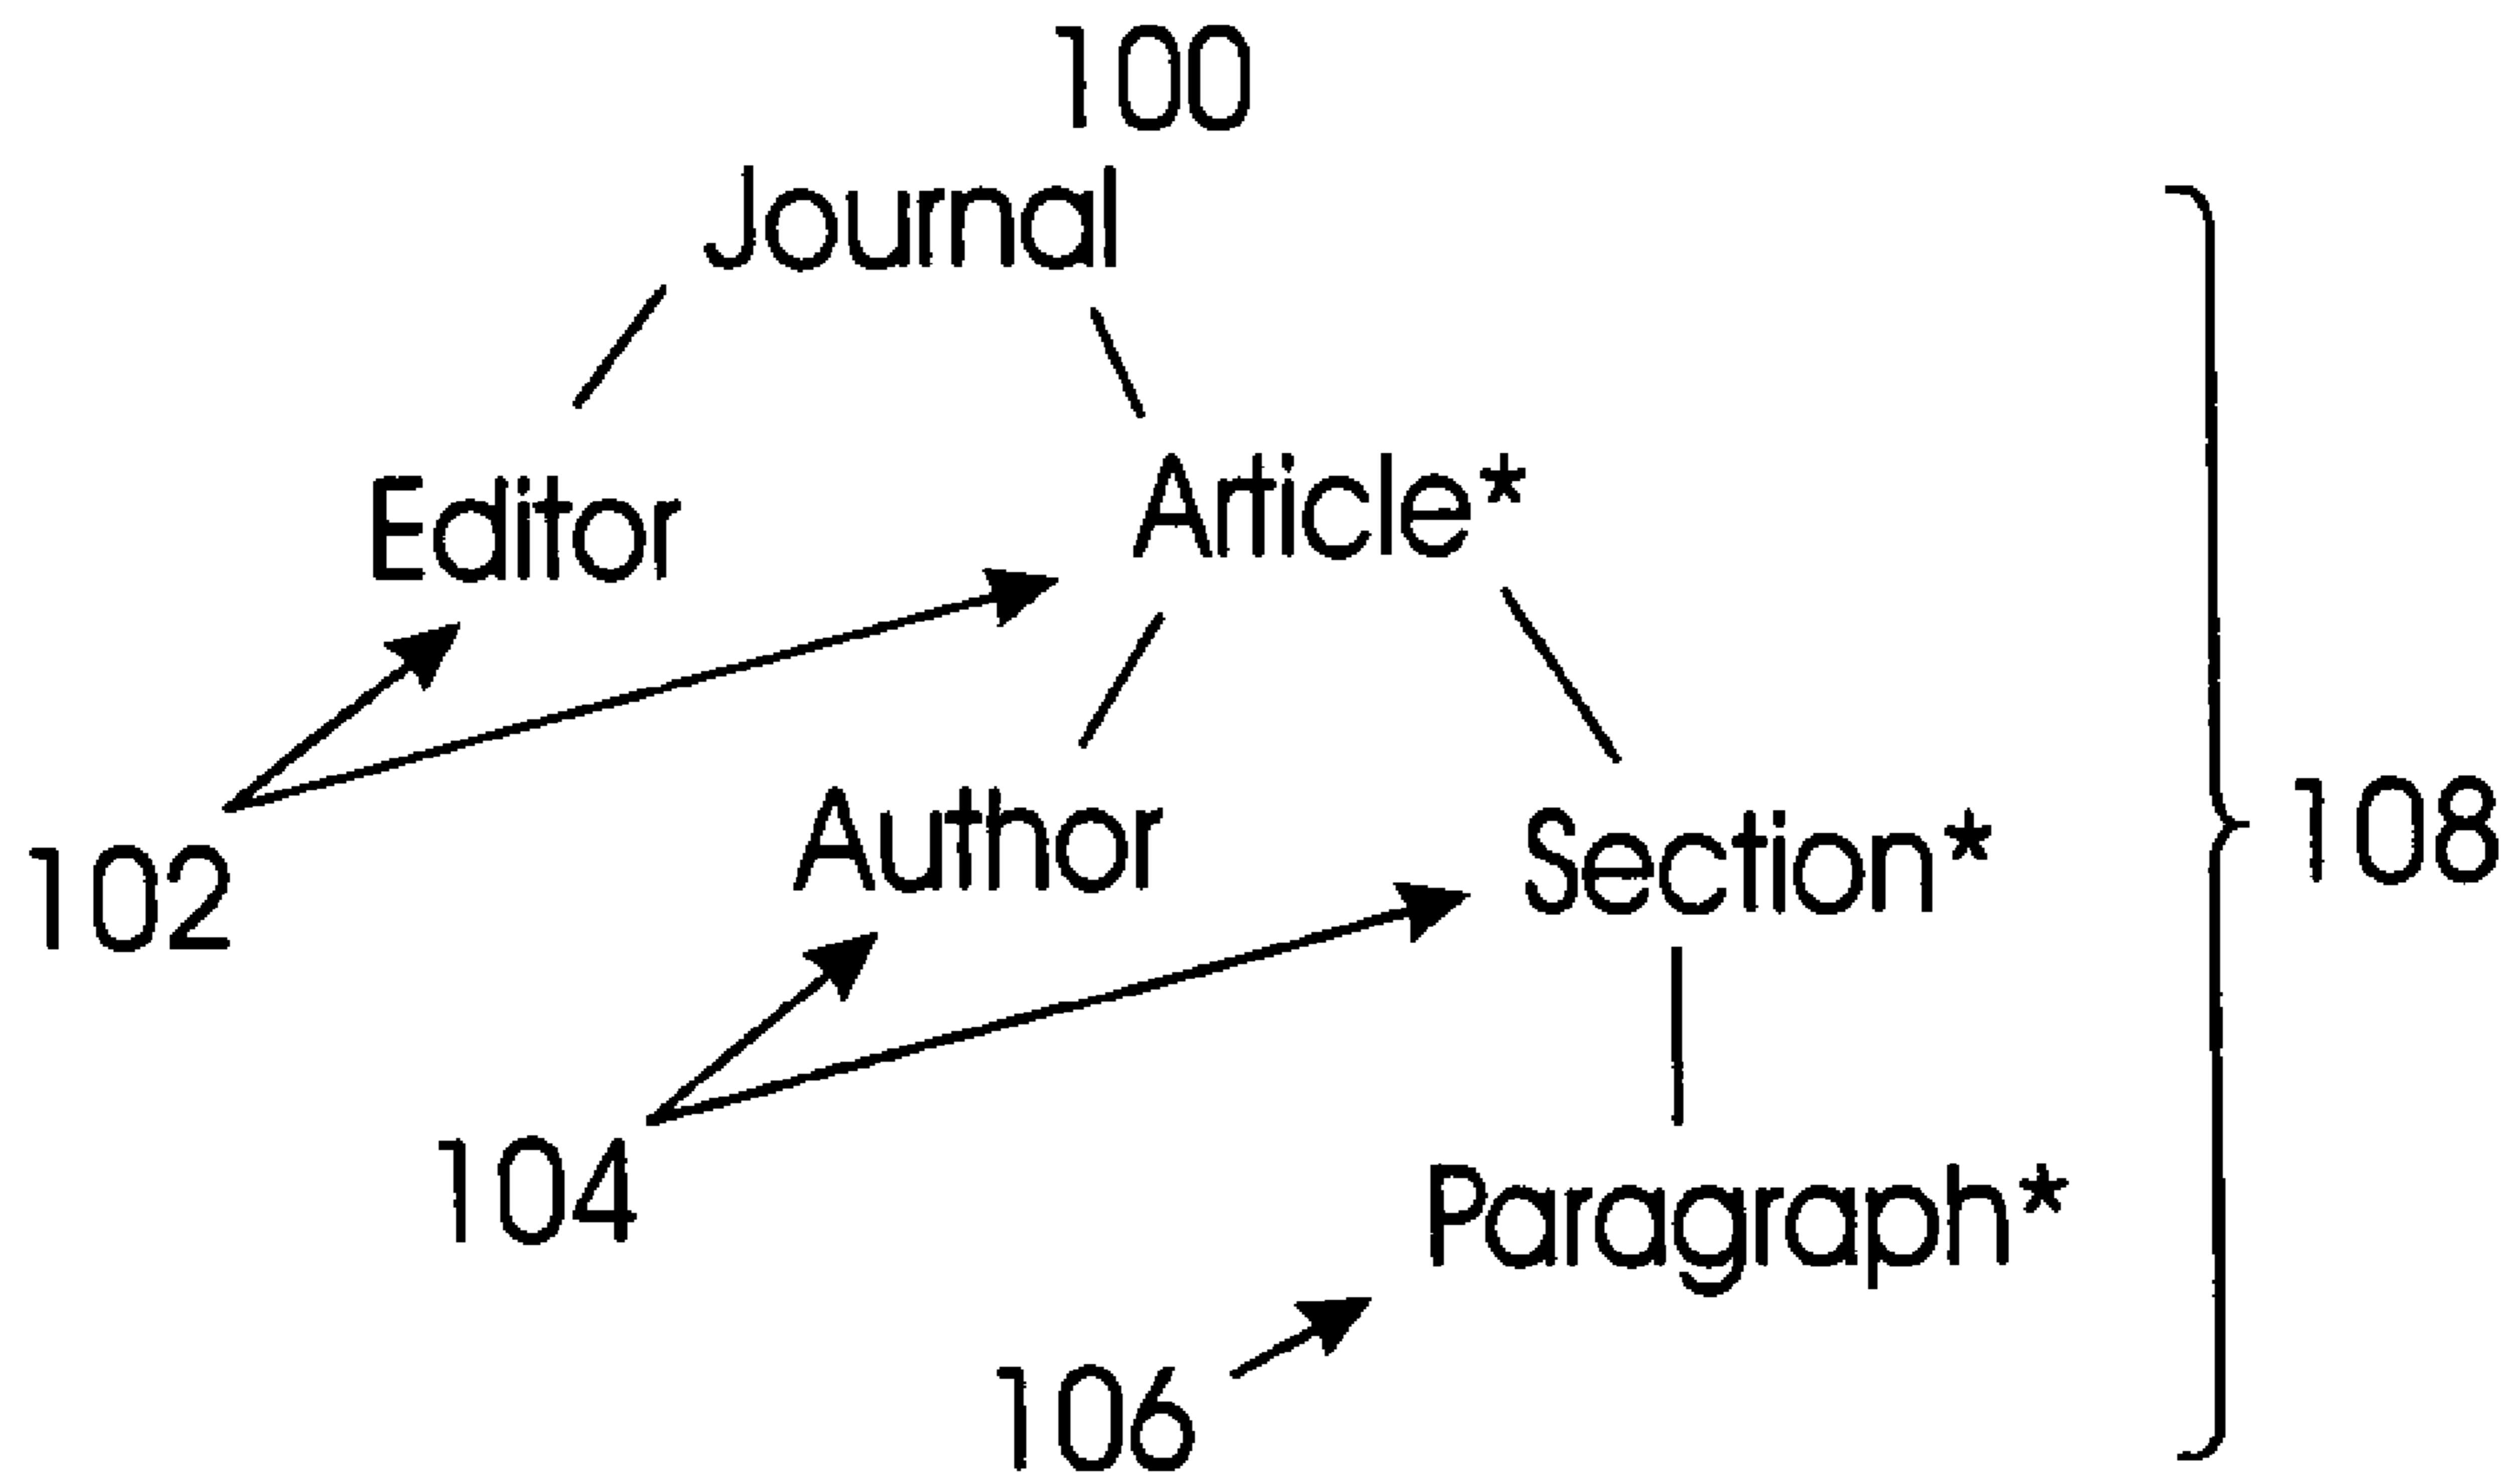 100
Journal
Editor Article*
Author Section* 108
102
104 Paragraph*
106